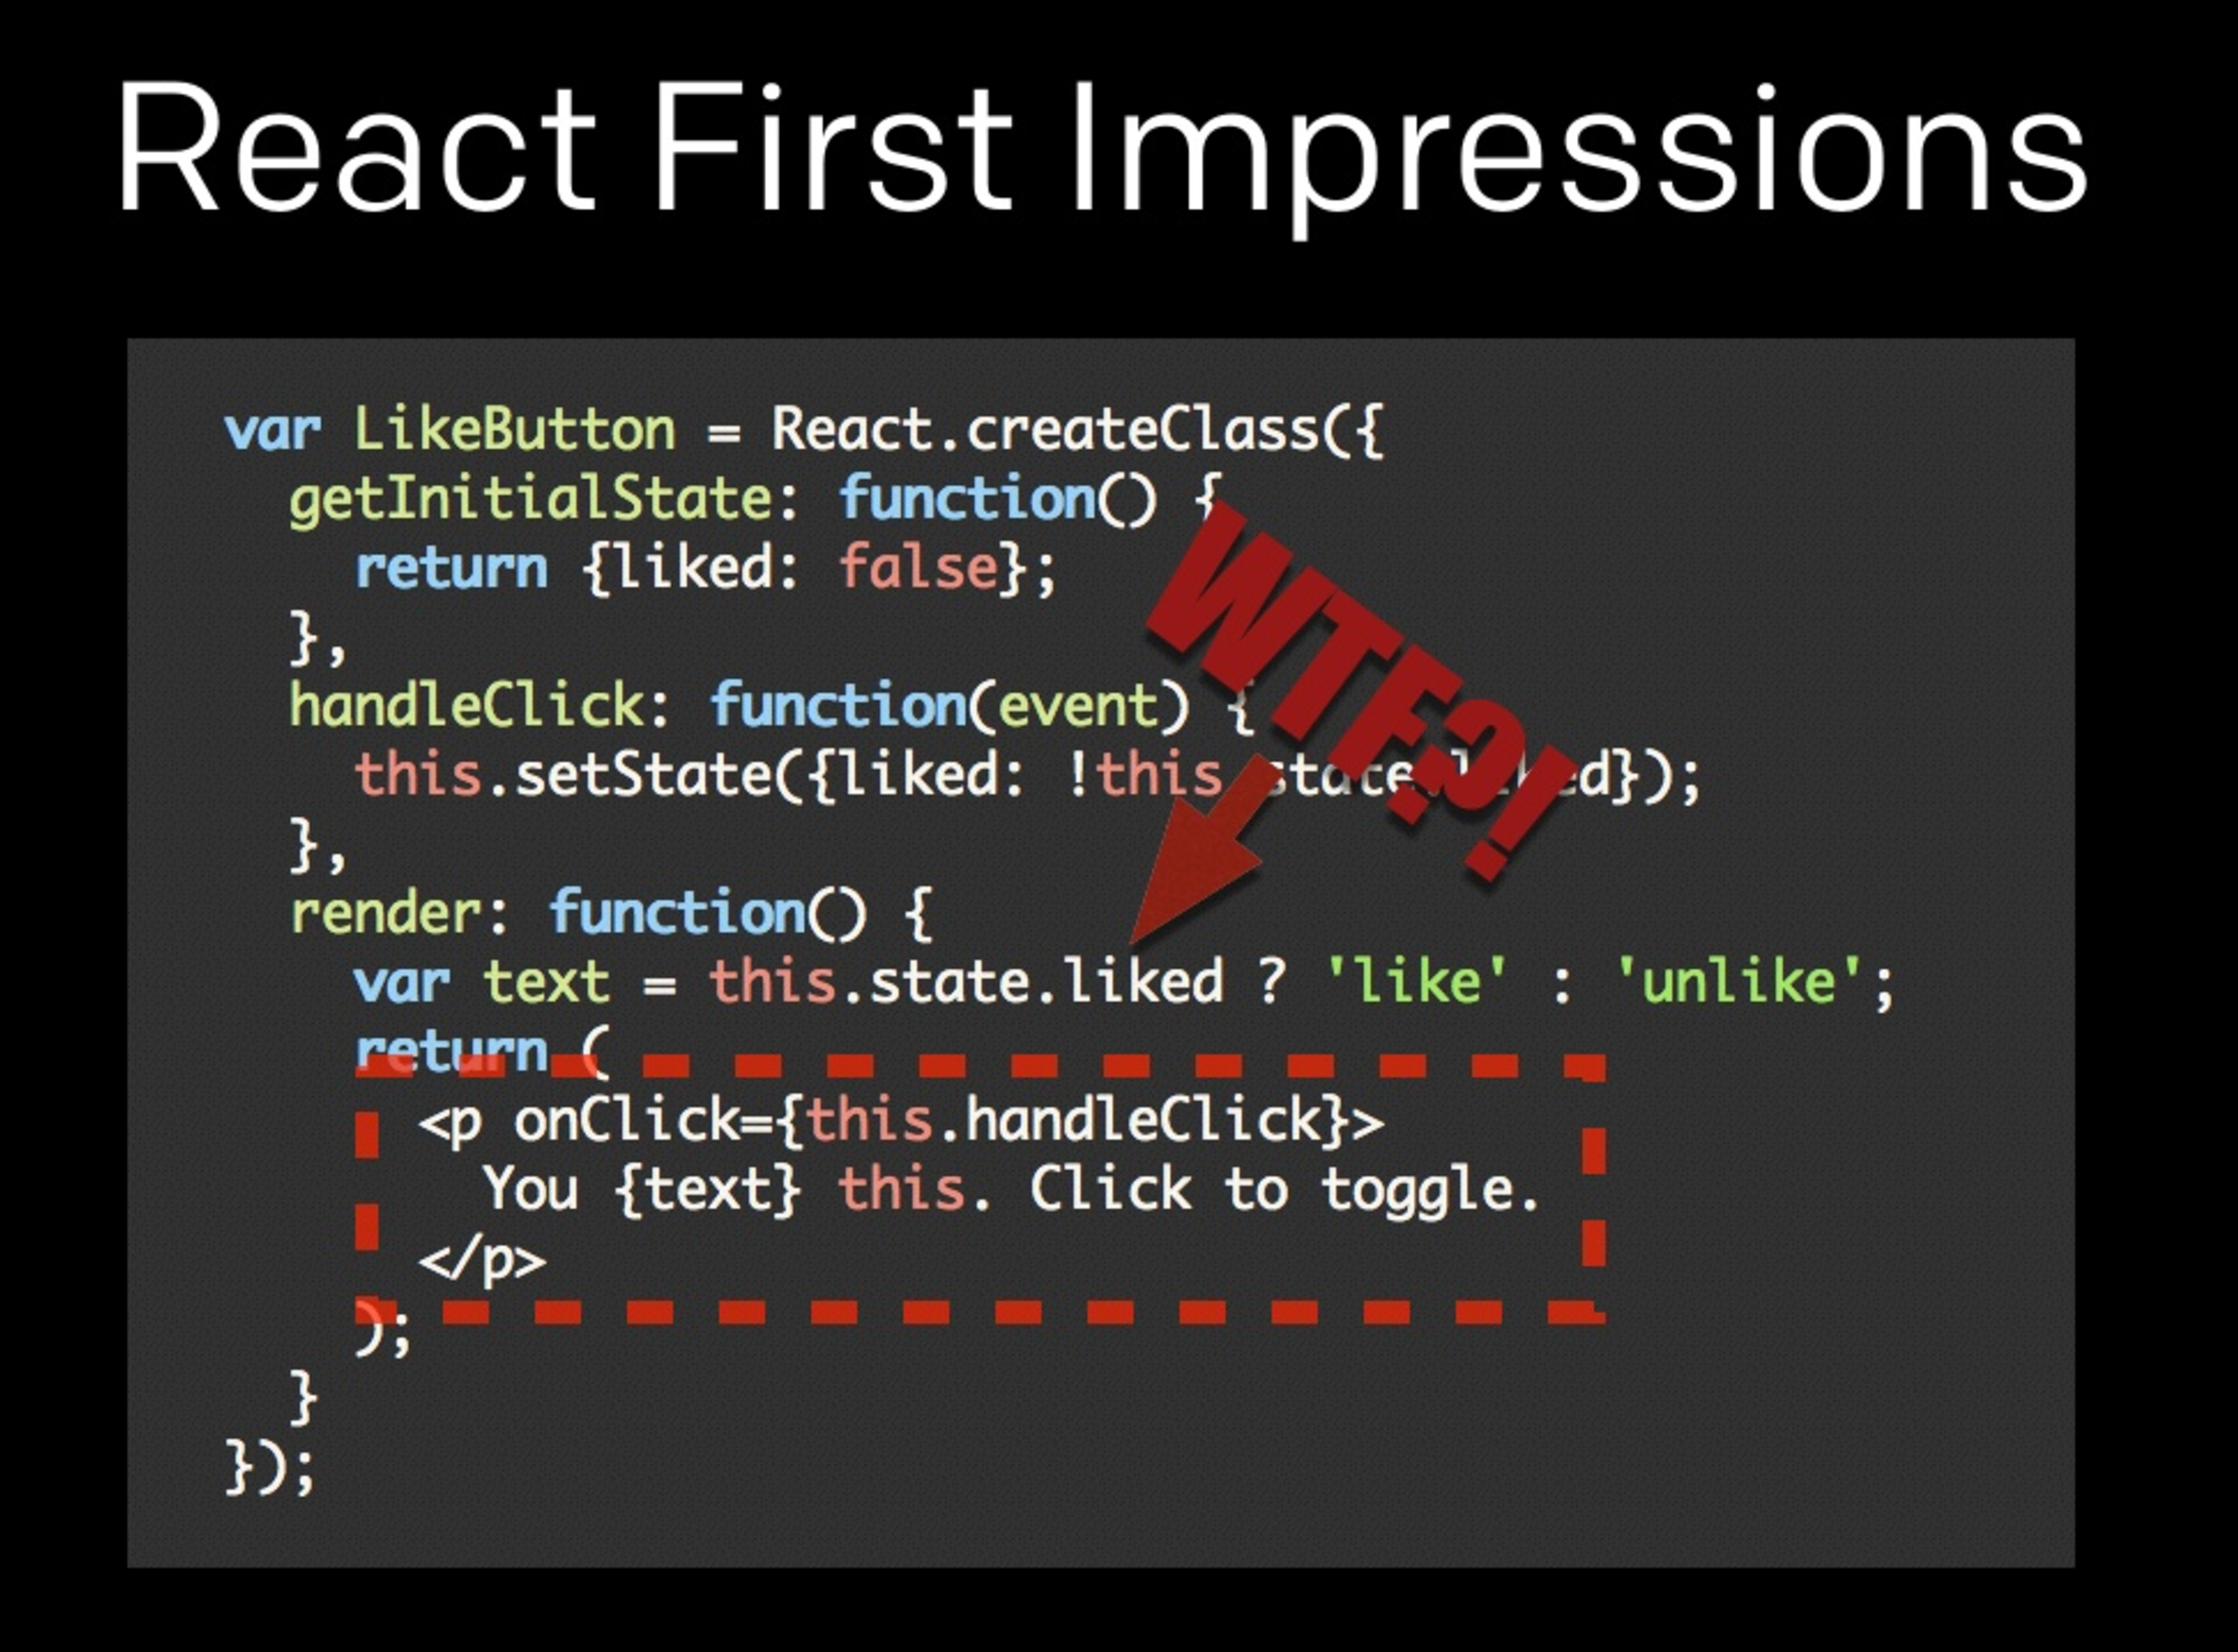 React First Impressions
var LikeButton = React.createClass({
getInitialState: function() {
return {liked: false};
},
handleClick: function(event) {
this.setState({liked: !this.state.liked});
},
WTF?!
render: function() {
var text = this.state.liked ? 'like' : 'unlike';
return (
<p onClick={this.handleClick}>
You {text} this. Click to toggle.
</p>
);
}
});